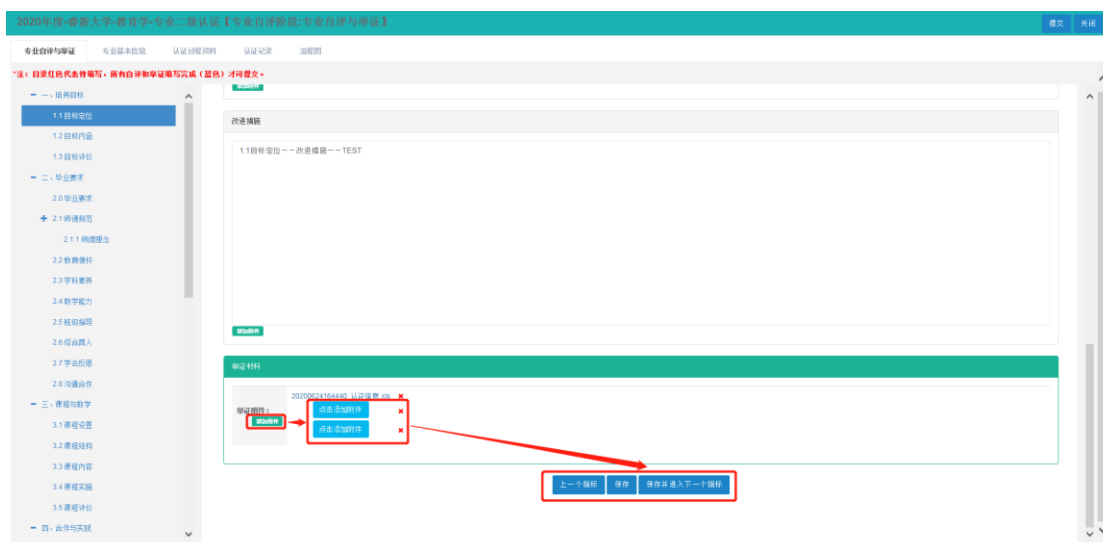 2020年度-睿新大学-教育学-专业二级认证【专业自评阶段:专业自评与举证】
提交 关闭
专业自评与举证 专业基本信息 认证过程资料 认证记录 流程图
*注：目录红色代表待填写，所有自评和举证填写完成（蓝色）才可提交。
一、培养目标
1.1目标定位
1.2目标内涵
1.3目标评价
二、毕业要求
2.0毕业要求
2.1师德规范
2.1.1师德理念
2.2教育情怀
2.3学科素养
2.4教学能力
2.5班级指导
2.6综合育人
2.7学会反思
2.8沟通合作
三、课程与教学
3.1课程设置
3.2课程结构
3.3课程内容
3.4课程实施
3.5课程评价
四、合作与实践
添加附件
改进措施
1.1目标定位——改进措施——TEST
添加附件
举证材料
20200624164440_认证信息.xls
举证附件：
添加附件
点击添加附件
点击添加附件
上一个指标 保存 保存并进入下一个指标